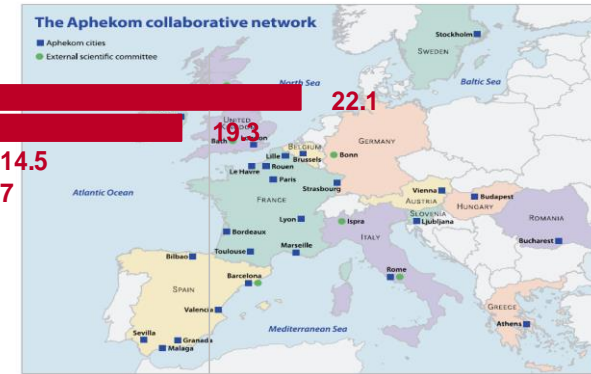 The Aphekom collaborative network
Aphekom cities
External scientific committee
Stockholm
SWEDEN
North Sea
Baltic Sea
22.1
UNITED
19.3
Bath
14.5
7
BELGIUM
Lille
Brussels
Bonn
GERMANY
Le Havre
Rouen
Paris
Strasbourg
Vienna
AUSTRIA
Budapest
HUNGARY
Atlantic Ocean
FRANCE
SLOVENIA
Ljubljana
ROMANIA
Lyon
Ispra
Bucharest
Bordeaux
ITALY
Toulouse
Marseille
Bilbao
Barcelona
Rome
SPAIN
GREECE
Valencia
Athens
Mediterranean Sea
Sevilla
Granada
Malaga